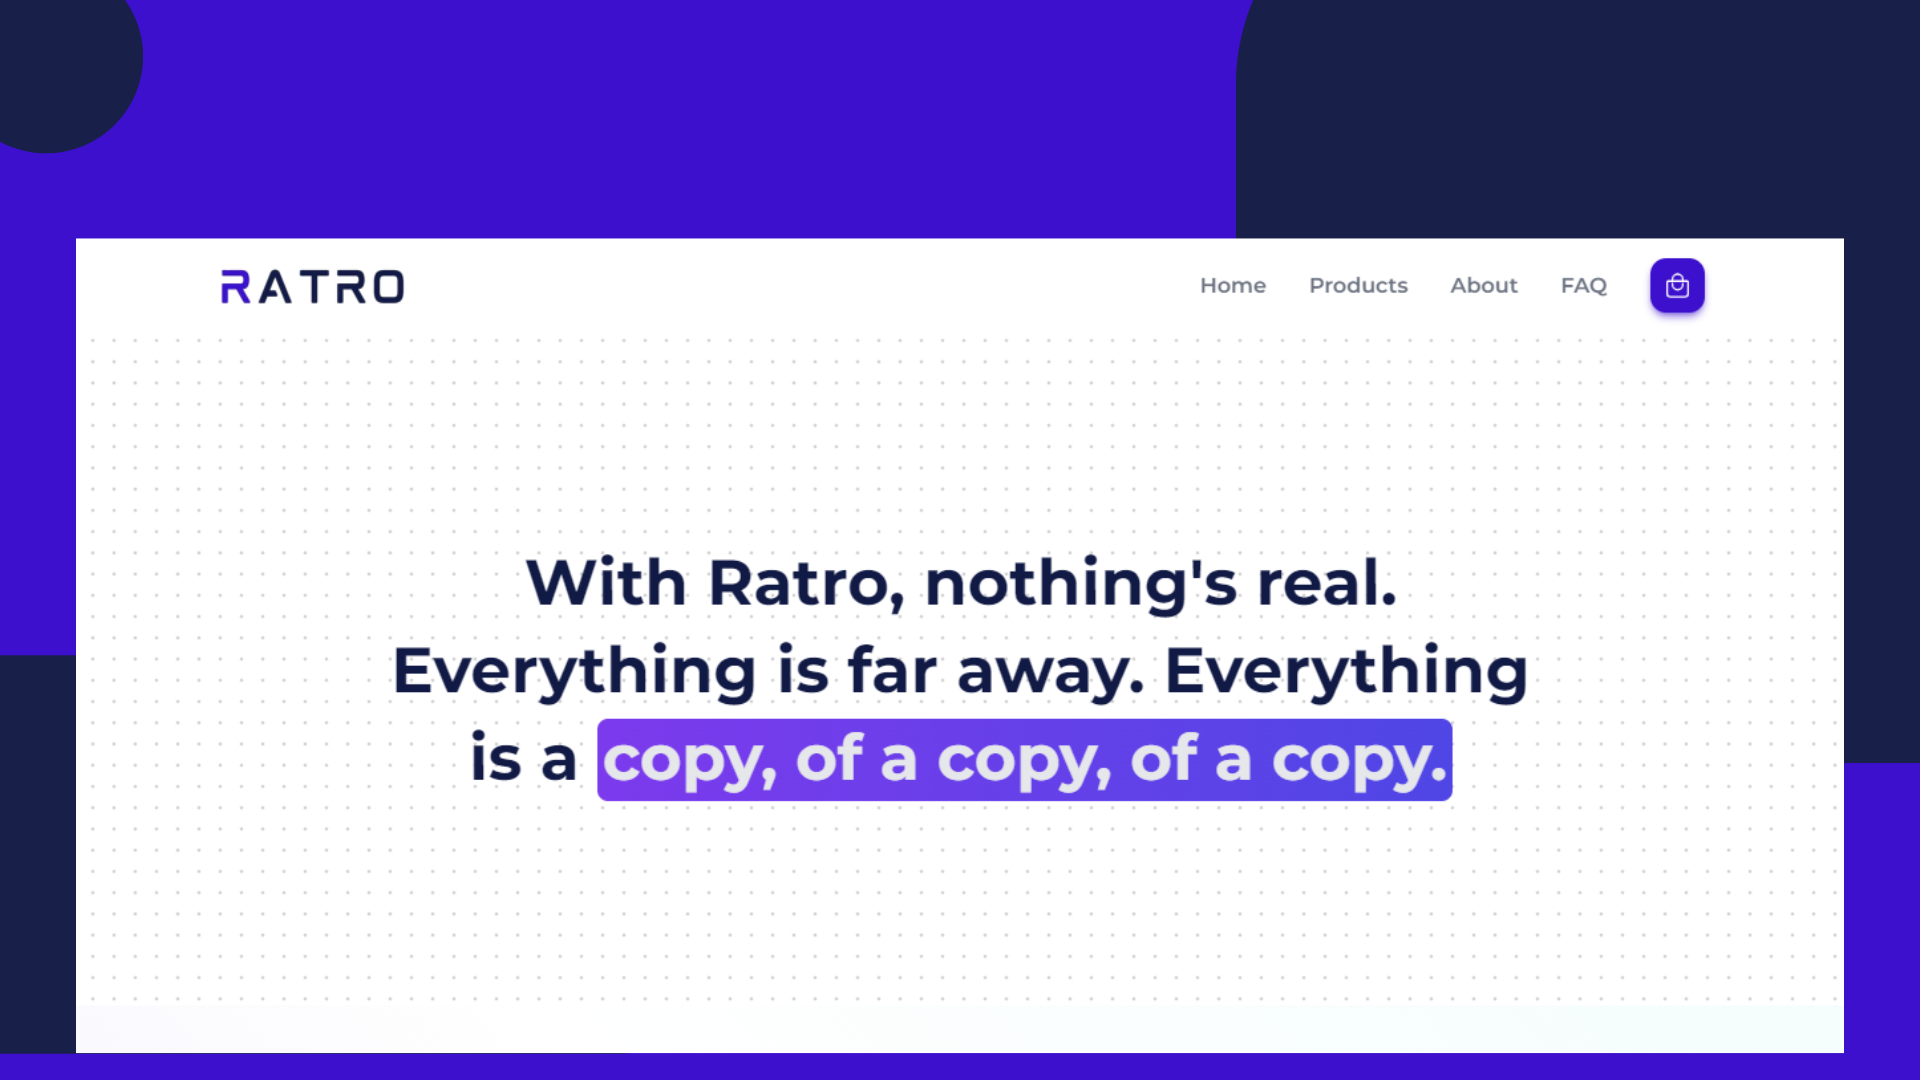 RATRO
Home Products About FAQ
With Ratro, nothing's real.
Everything is far away. Everything
is a copy, of a copy, of a copy.